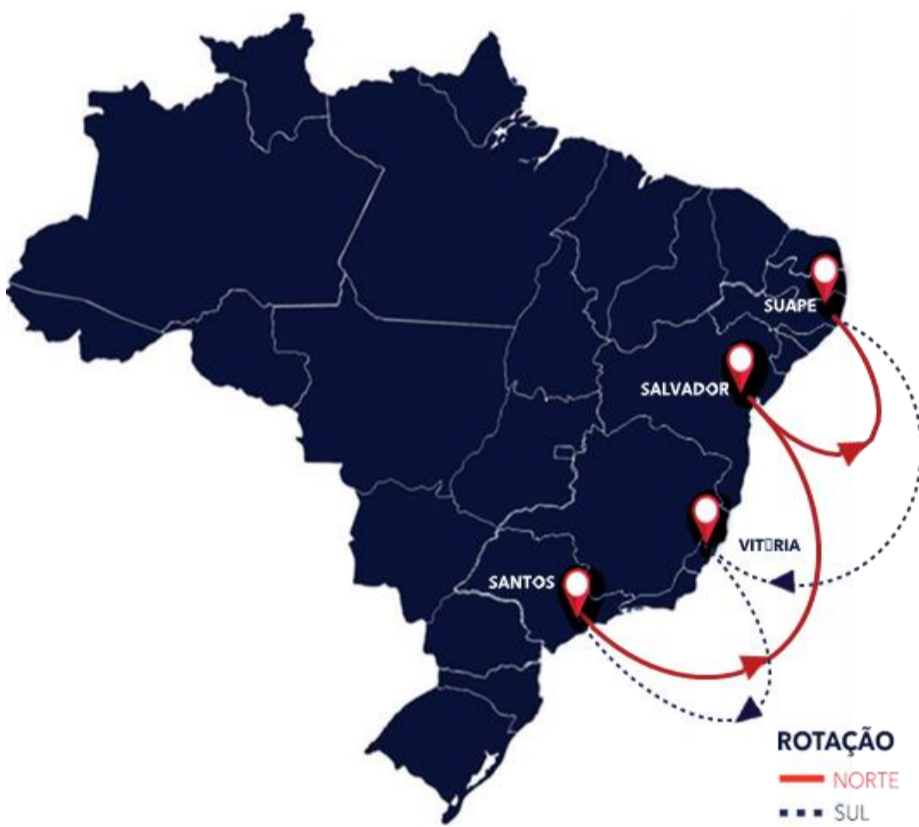 SUAPE
SALVADOR
VIT▯RIA
SANTOS
ROTAÇÃO
NORTE
SUL